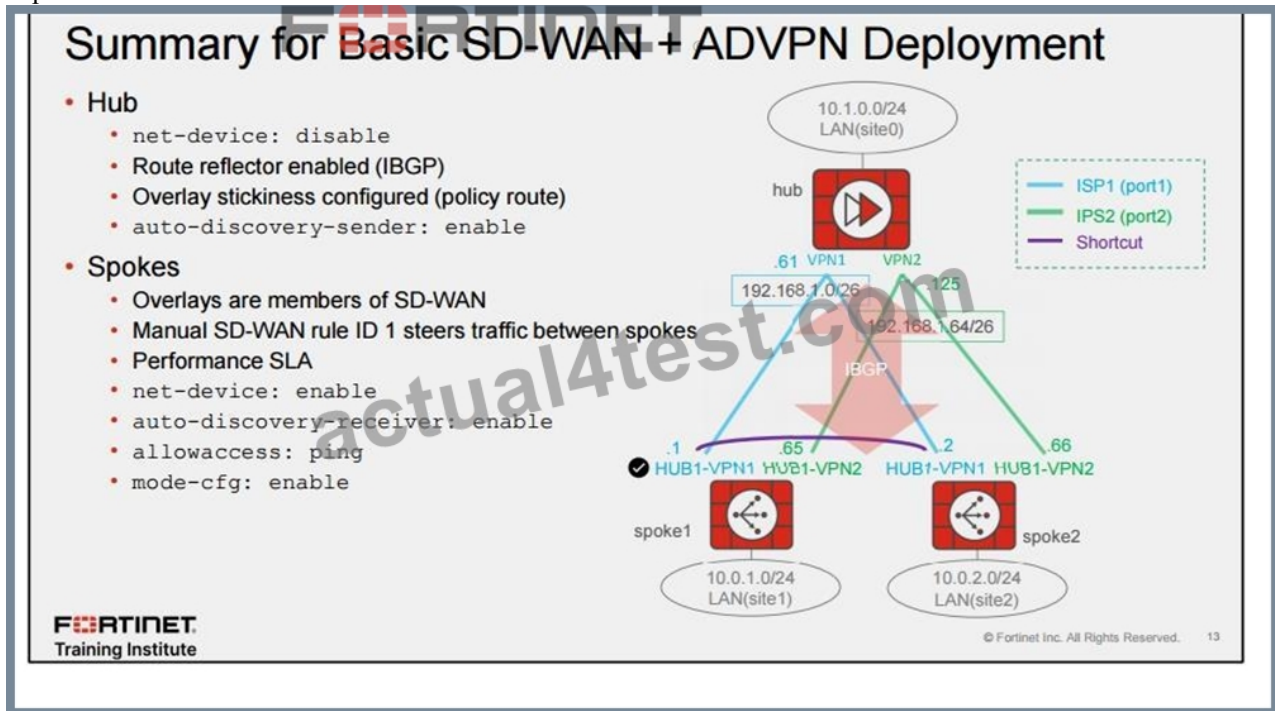 FORTINET
Summary for Basic SD-WAN + ADVPN Deployment
• Hub
• net-device: disable
• Route reflector enabled (IBGP)
• Overlay stickiness configured (policy route)
• auto-discovery-sender: enable
• Spokes
• Overlays are members of SD-WAN
• Manual SD-WAN rule ID 1 steers traffic between spokes
• Performance SLA
• net-device: enable
• auto-discovery-receiver: enable
• allowaccess: ping
• mode-cfg: enable
10.1.0.0/24
LAN(site0)
hub
ISP1 (port1)
IPS2 (port2)
Shortcut
.61 VPN1 VPN2 .125
192.168.1.0/26
192.168.1.64/26
IBGP
actual4test.com
.1 .65 .2 .66
HUB1-VPN1 HUB1-VPN2 HUB1-VPN1 HUB1-VPN2
spoke1 spoke2
10.0.1.0/24
LAN(site1)
10.0.2.0/24
LAN(site2)
FORTINET
Training Institute
© Fortinet Inc. All Rights Reserved. 13